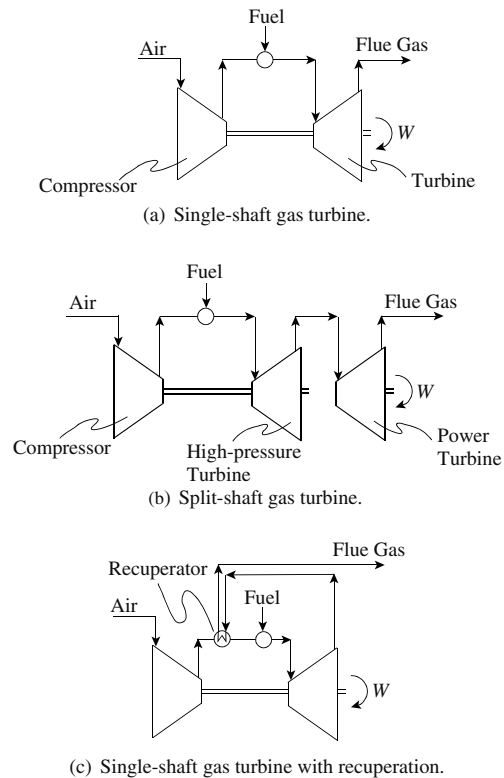 Fuel
Air
Flue Gas
W
Compressor
Turbine
(a) Single-shaft gas turbine.
Fuel
Air
Flue Gas
W
Compressor
High-pressure
Turbine
Power
Turbine
(b) Split-shaft gas turbine.
Flue Gas
Recuperator
Fuel
Air
W
(c) Single-shaft gas turbine with recuperation.